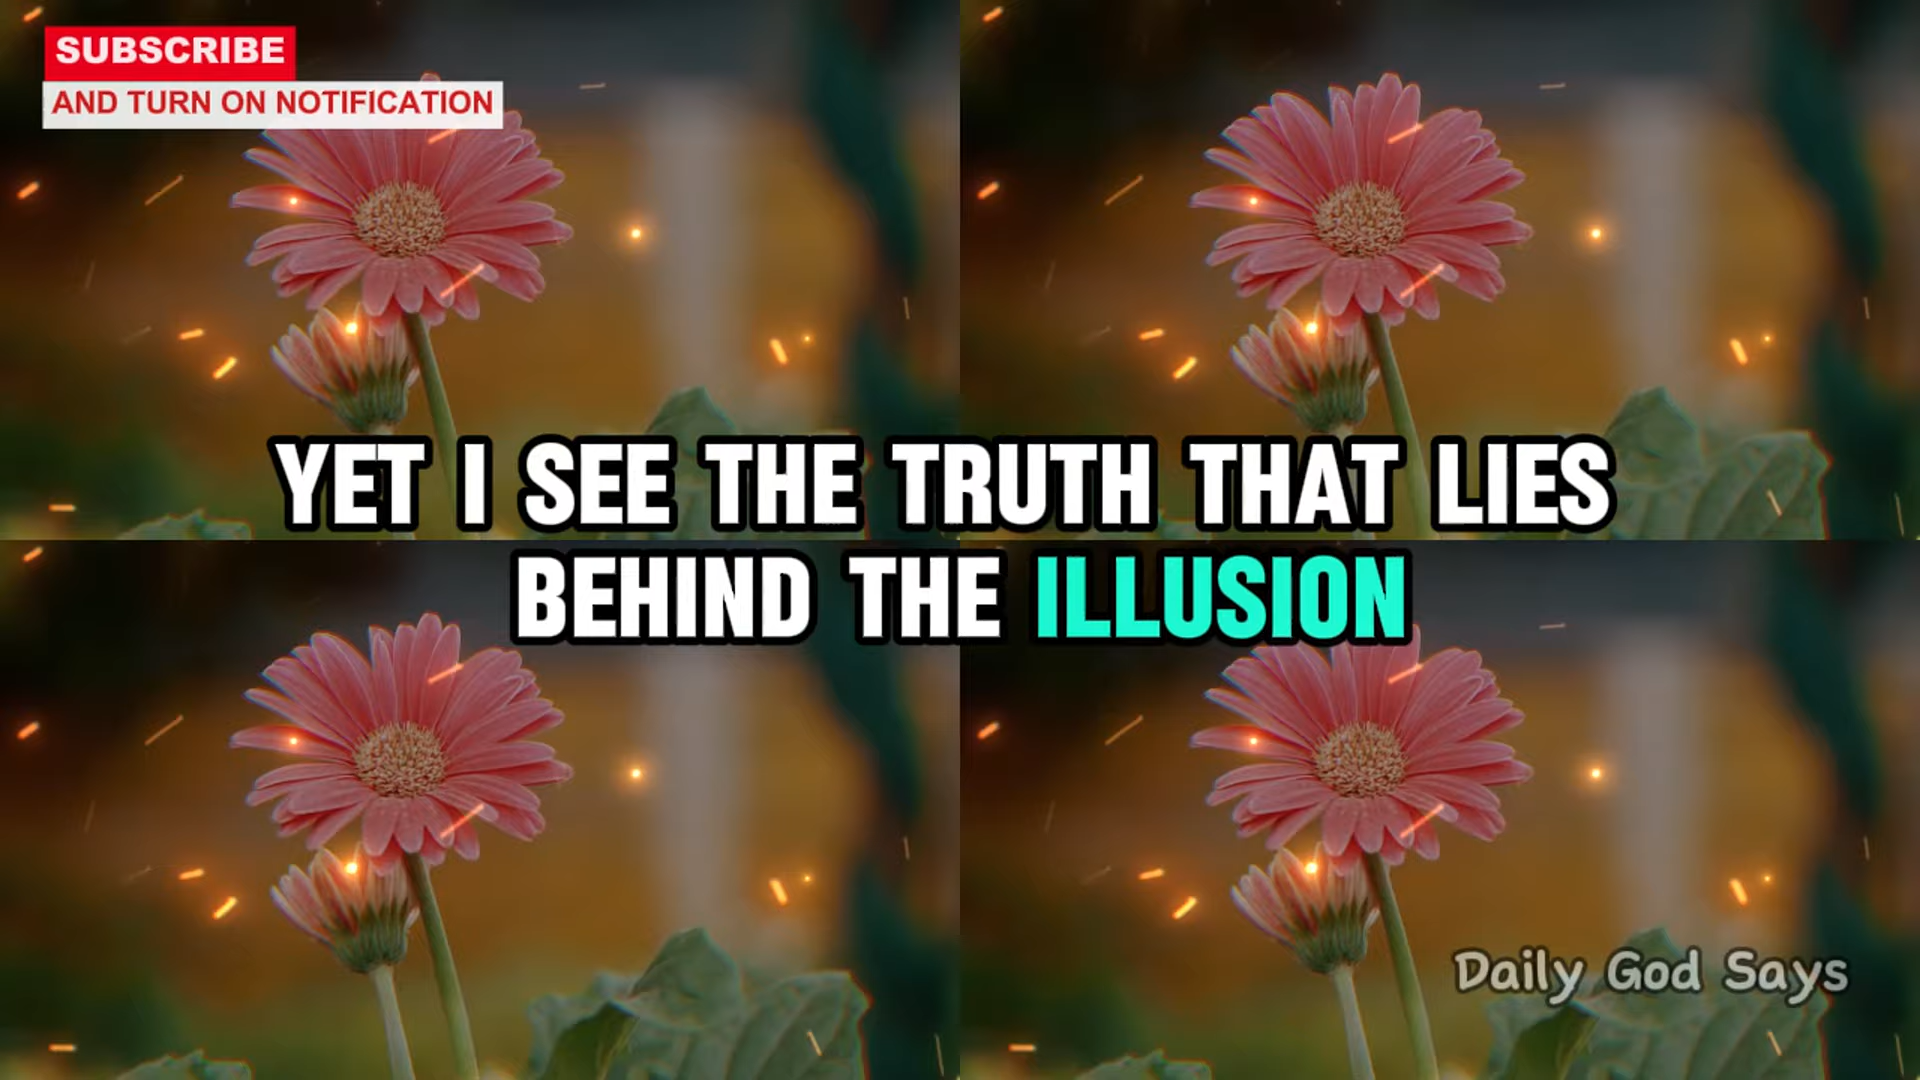 SUBSCRIBE
AND TURN ON NOTIFICATION
YET I SEE THE TRUTH THAT LIES
BEHIND THE ILLUSION
Daily God Says